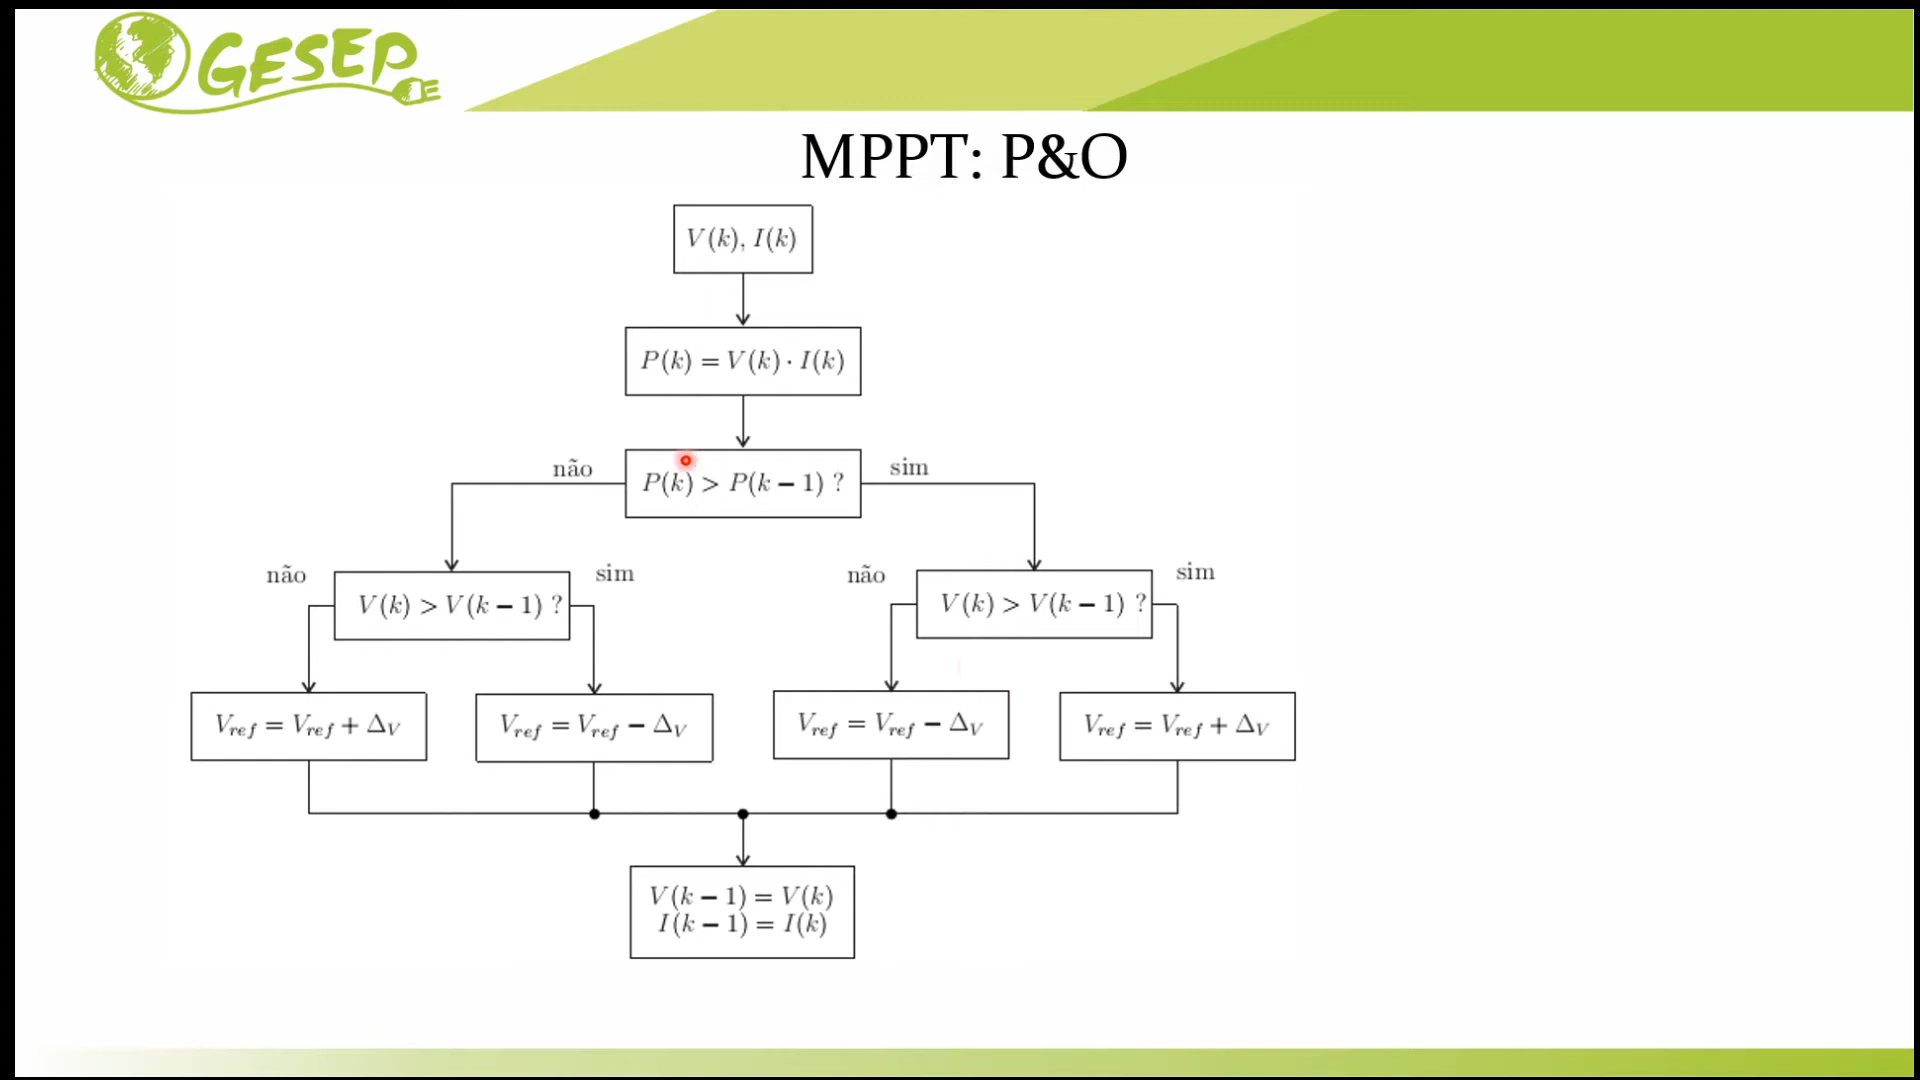 GESEP
MPPT: P&O
V(k), I(k)
P(k) = V(k) · I(k)
não
P(k) > P(k − 1) ?
sim
não
V(k) > V(k − 1) ?
sim
não
V(k) > V(k − 1) ?
sim
V_ref = V_ref + Δ_V
V_ref = V_ref − Δ_V
V_ref = V_ref − Δ_V
V_ref = V_ref + Δ_V
V(k − 1) = V(k)
I(k − 1) = I(k)